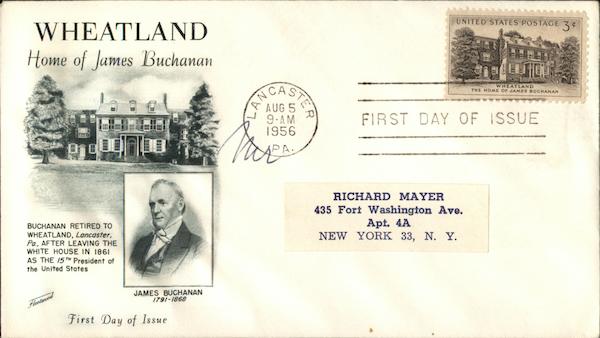 WHEATLAND
Home of James Buchanan
BUCHANAN RETIRED TO
WHEATLAND, Lancaster,
Pa., AFTER LEAVING THE
WHITE HOUSE IN 1861
AS THE 15TH President of
the United States
JAMES BUCHANAN
1791-1868
Fleetwood
First Day of Issue
LANCASTER
AUG 5
9-AM
1956
PA.
FIRST DAY OF ISSUE
UNITED STATES POSTAGE 3¢
WHEATLAND
THE HOME OF JAMES BUCHANAN
RICHARD MAYER
435 Fort Washington Ave.
Apt. 4A
NEW YORK 33, N. Y.